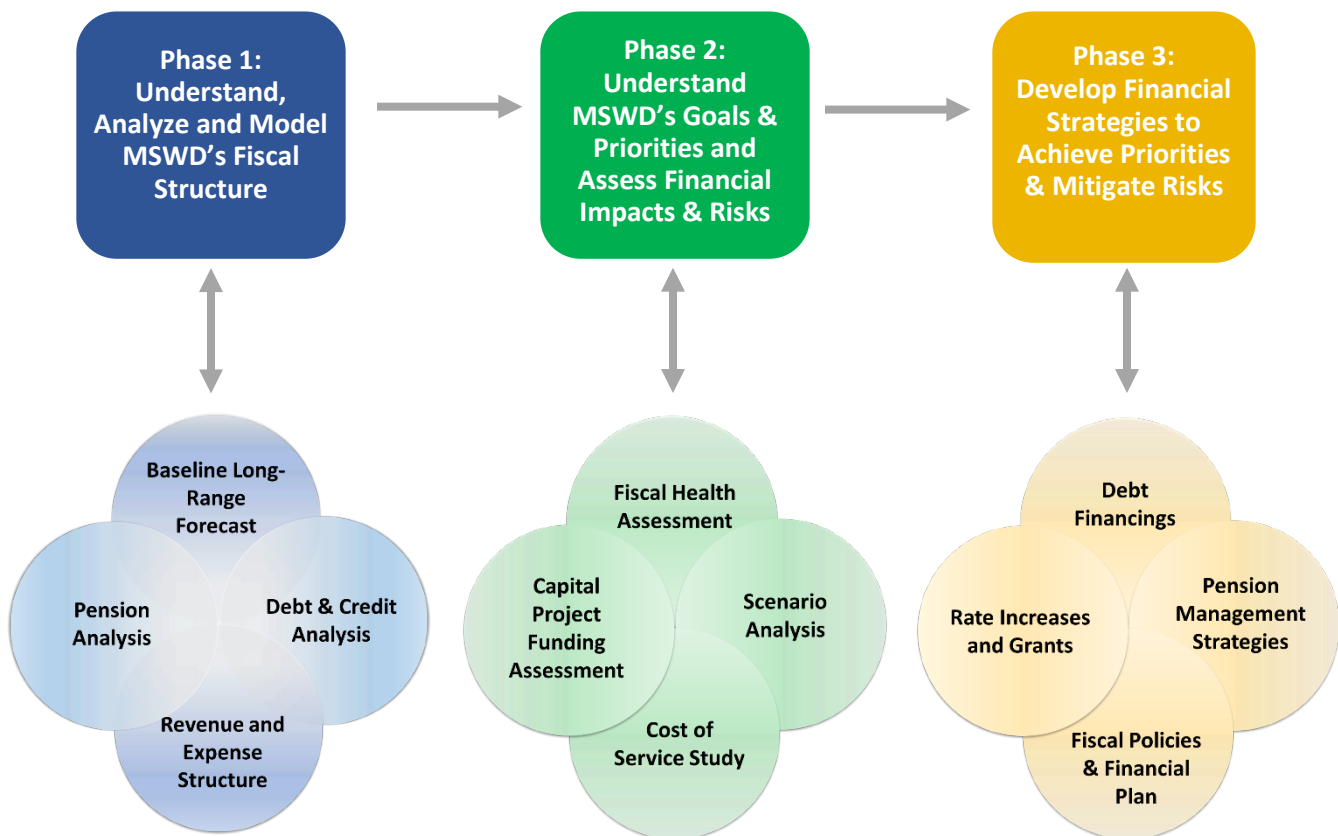 Phase 1:
Understand,
Analyze and Model
MSWD’s Fiscal
Structure
Phase 2:
Understand
MSWD’s Goals &
Priorities and
Assess Financial
Impacts & Risks
Phase 3:
Develop Financial
Strategies to
Achieve Priorities
& Mitigate Risks
Baseline Long-
Range
Forecast
Pension
Analysis
Debt & Credit
Analysis
Revenue and
Expense
Structure
Fiscal Health
Assessment
Capital
Project
Funding
Assessment
Scenario
Analysis
Cost of
Service Study
Debt
Financings
Rate Increases
and Grants
Pension
Management
Strategies
Fiscal Policies
& Financial
Plan